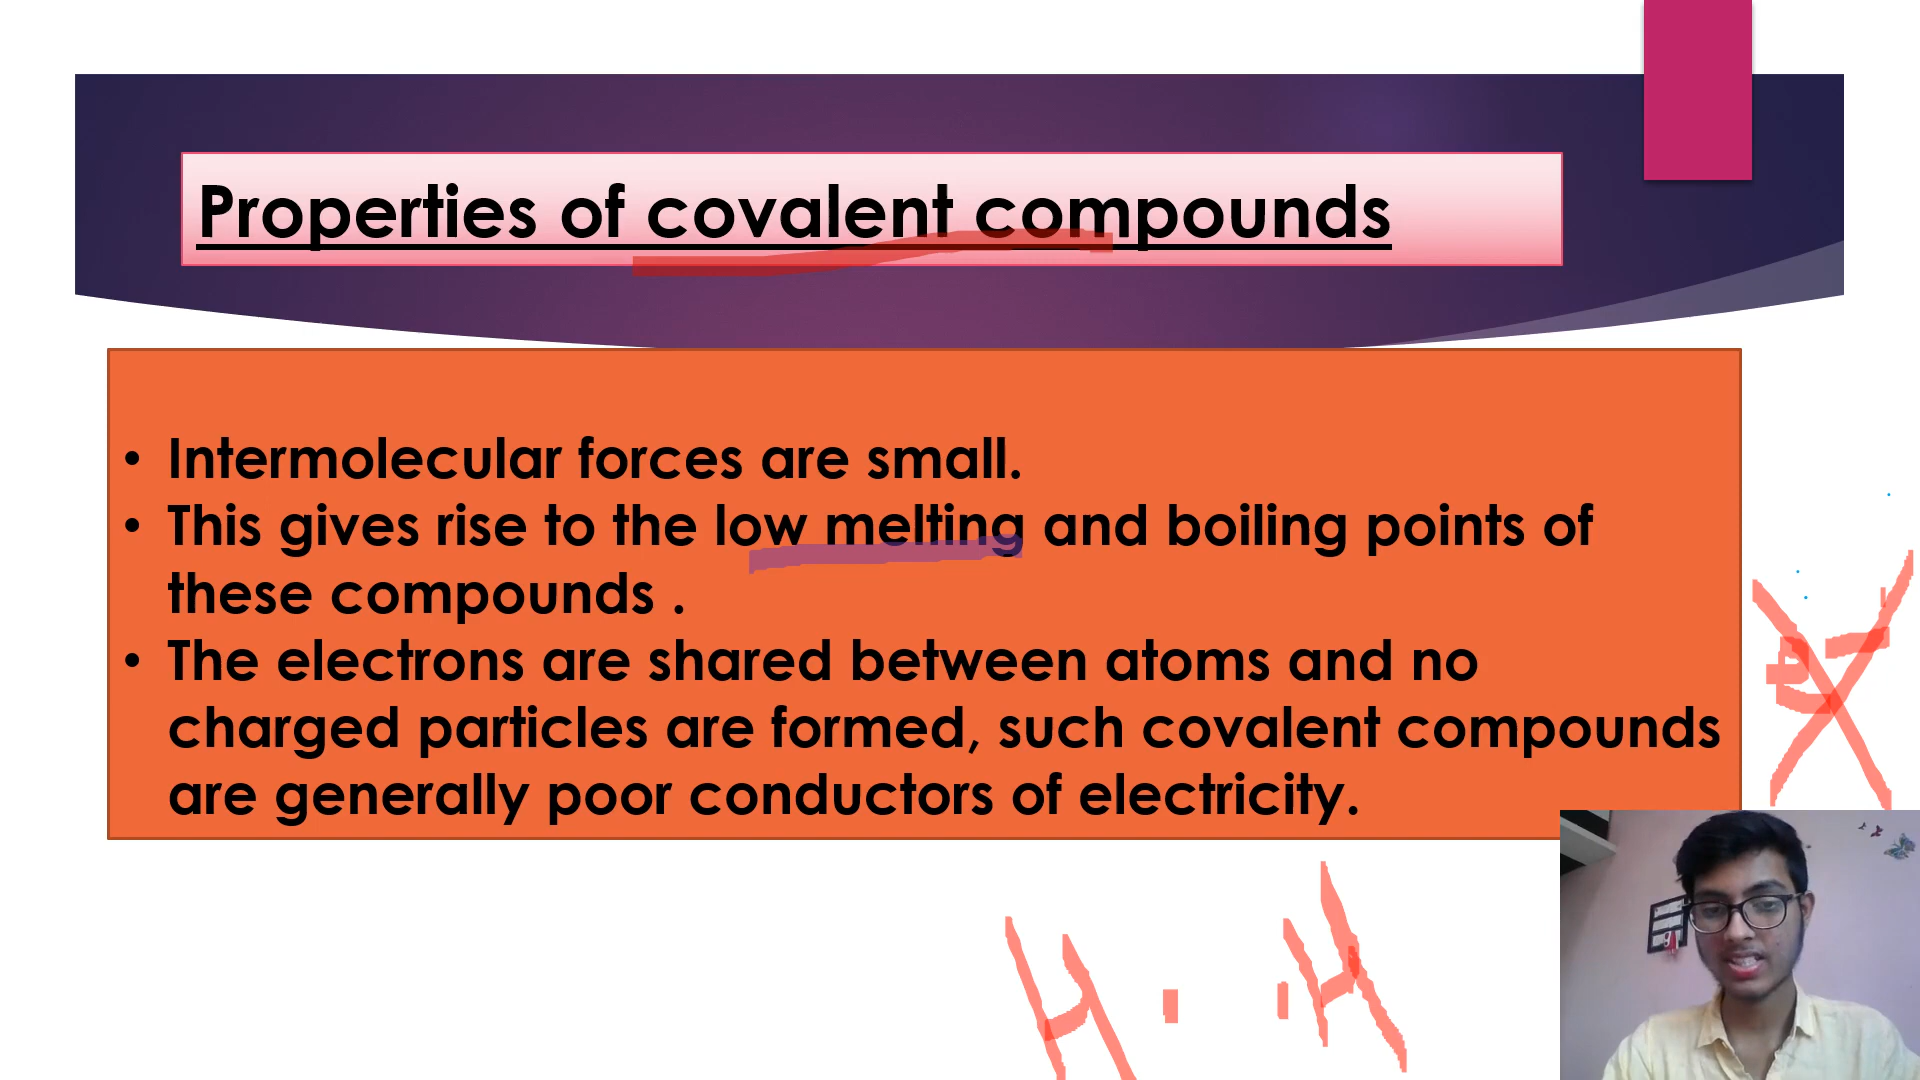 Properties of covalent compounds
• Intermolecular forces are small.
• This gives rise to the low melting and boiling points of
these compounds .
• The electrons are shared between atoms and no
charged particles are formed, such covalent compounds
are generally poor conductors of electricity.
H · · H